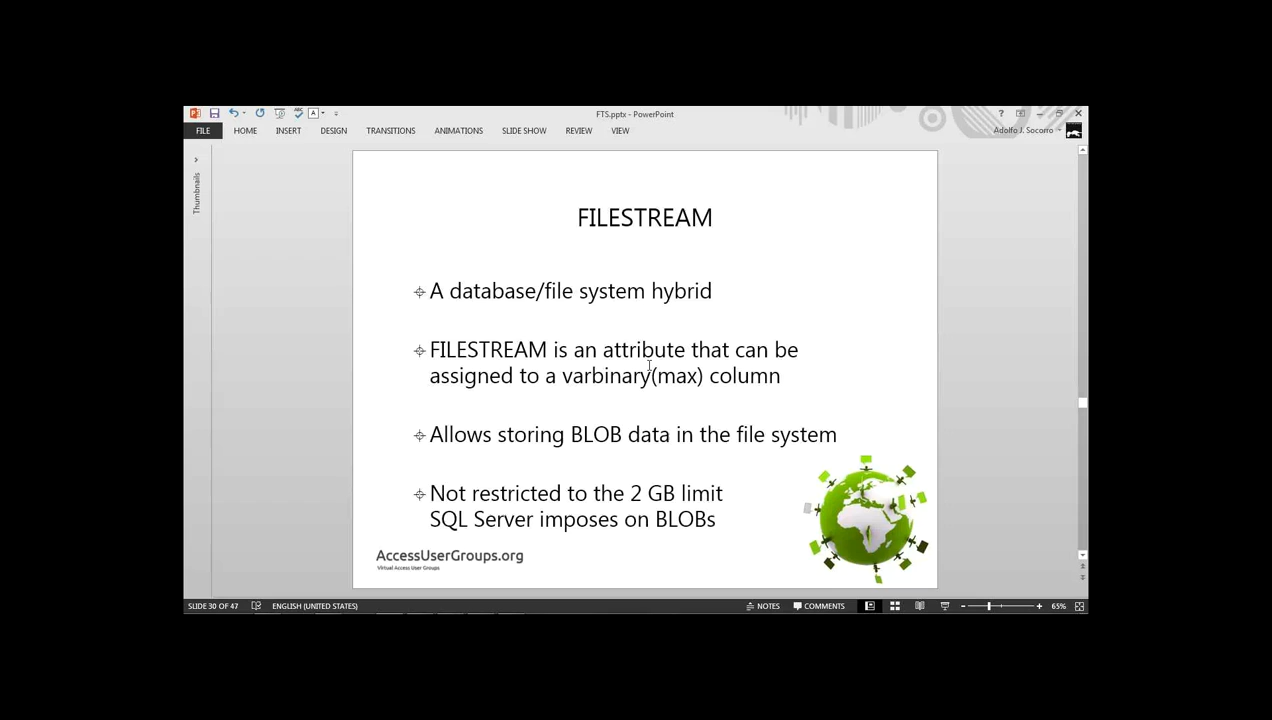 FTS.pptx - PowerPoint
FILE HOME INSERT DESIGN TRANSITIONS ANIMATIONS SLIDE SHOW REVIEW VIEW
Adolfo J. Socorro
Thumbnails
FILESTREAM
A database/file system hybrid
FILESTREAM is an attribute that can be
assigned to a varbinary(max) column
Allows storing BLOB data in the file system
Not restricted to the 2 GB limit
SQL Server imposes on BLOBs
AccessUserGroups.org
Virtual Access User Groups
SLIDE 30 OF 47 ENGLISH (UNITED STATES) NOTES COMMENTS 65%